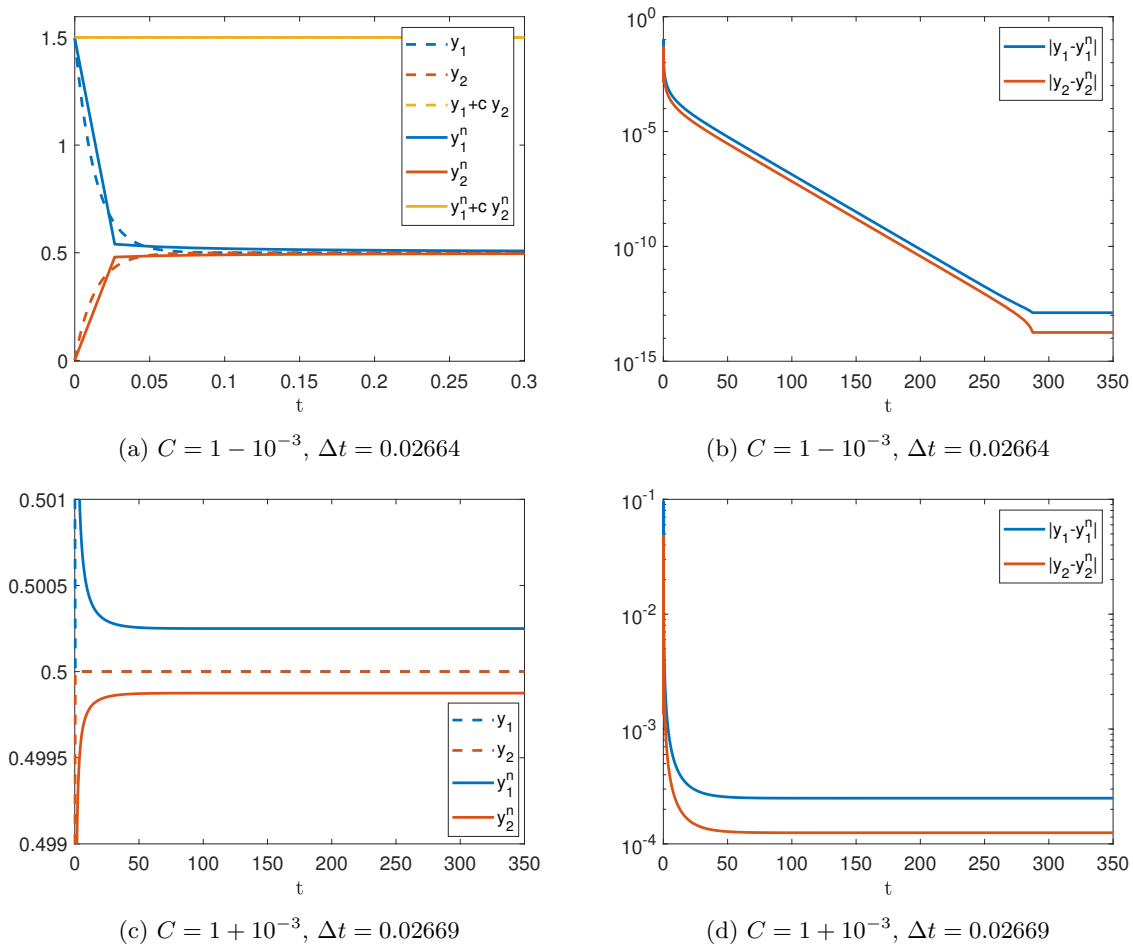 1.5
1
0.5
0
0 0.05 0.1 0.15 0.2 0.25 0.3
t
y₁
y₂
y₁+c y₂
y₁ⁿ
y₂ⁿ
y₁ⁿ+c y₂ⁿ
(a) C = 1 − 10⁻³, Δt = 0.02664
10⁰
10⁻⁵
10⁻¹⁰
10⁻¹⁵
0 50 100 150 200 250 300 350
t
|y₁-y₁ⁿ|
|y₂-y₂ⁿ|
(b) C = 1 − 10⁻³, Δt = 0.02664
0.501
0.5005
0.5
0.4995
0.499
0 50 100 150 200 250 300 350
t
y₁
y₂
y₁ⁿ
y₂ⁿ
(c) C = 1 + 10⁻³, Δt = 0.02669
10⁻¹
10⁻²
10⁻³
10⁻⁴
0 50 100 150 200 250 300 350
t
|y₁-y₁ⁿ|
|y₂-y₂ⁿ|
(d) C = 1 + 10⁻³, Δt = 0.02669